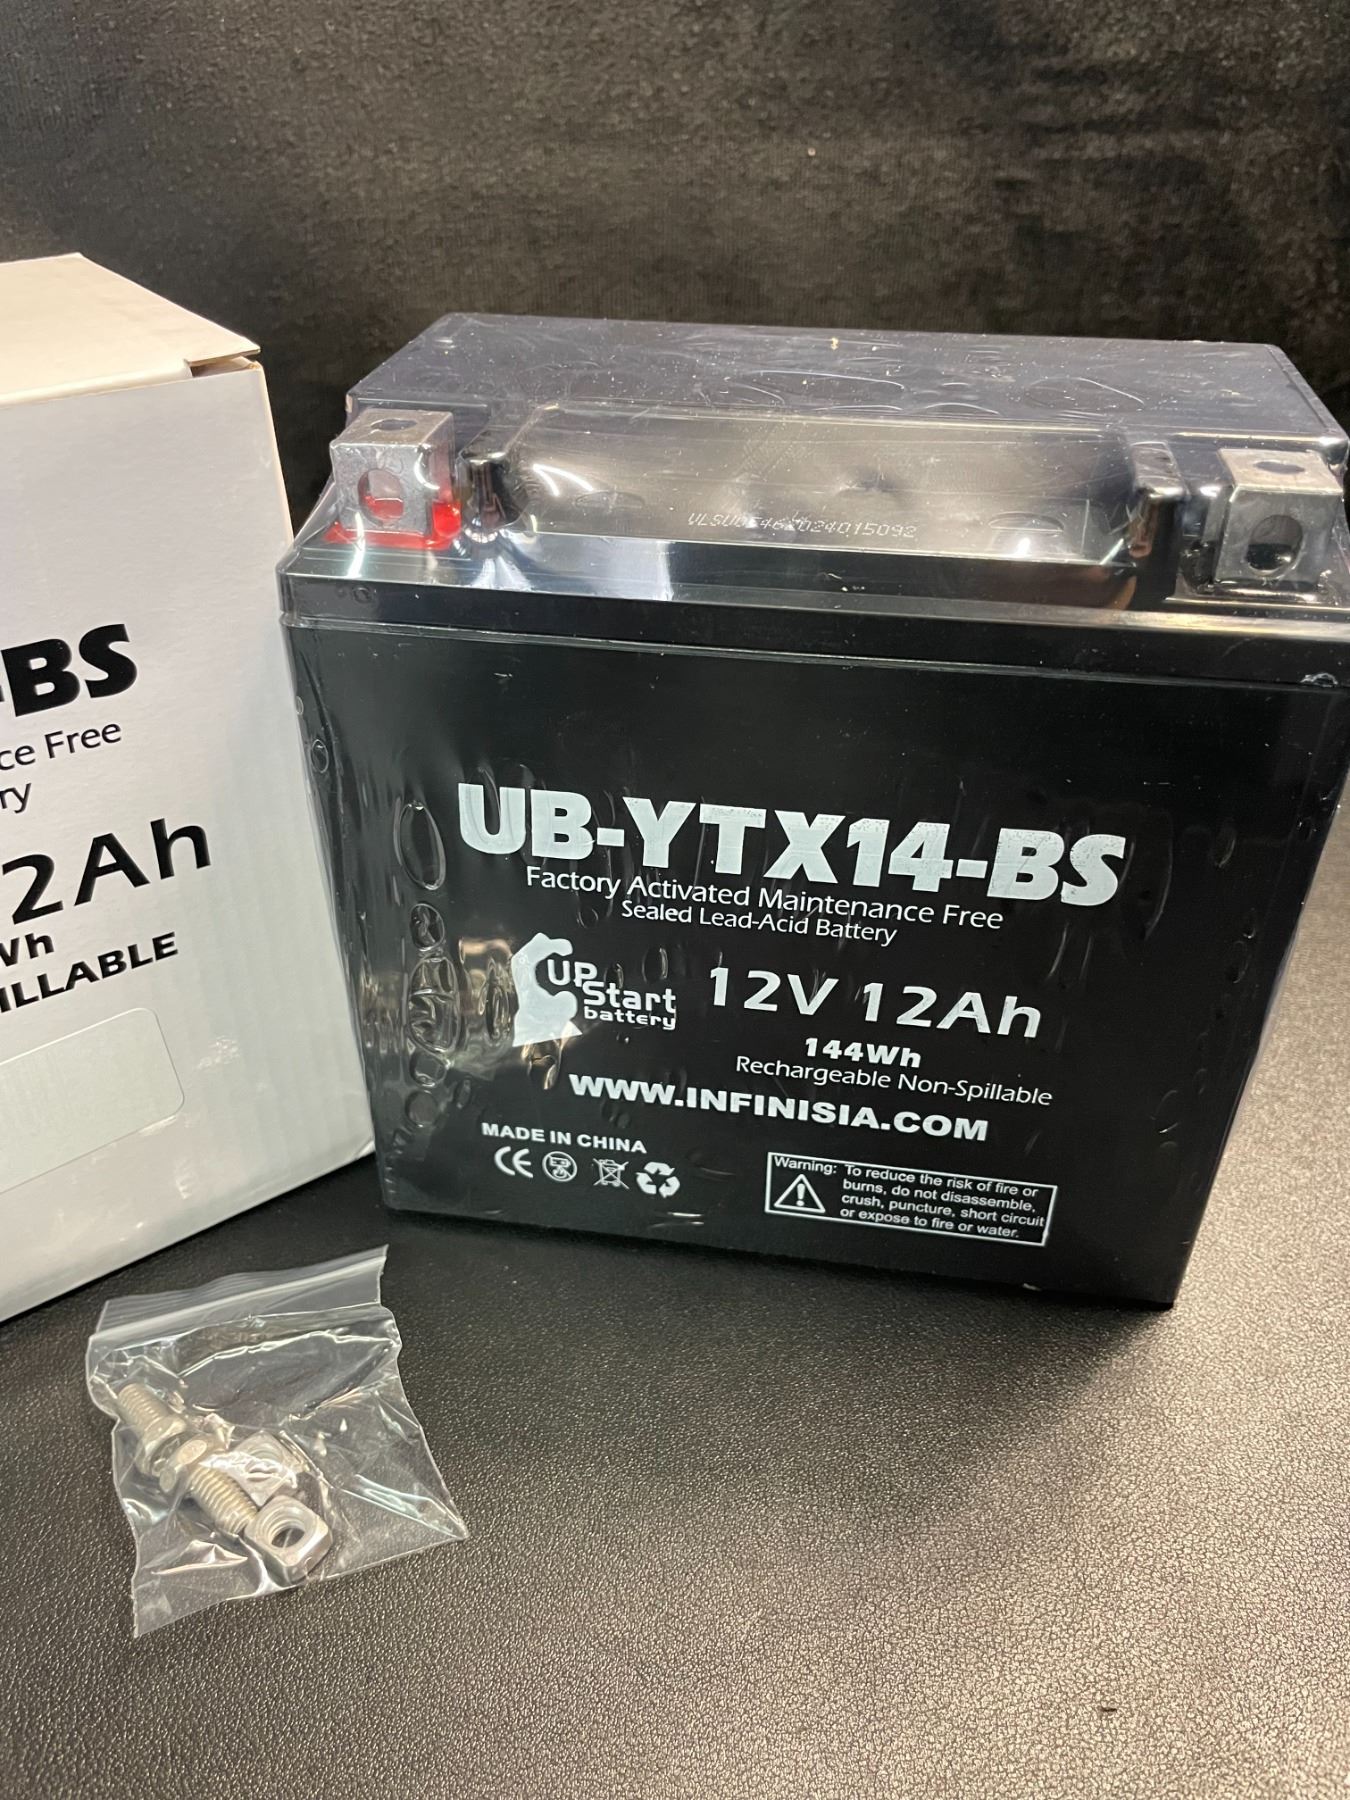 -BS
ce Free
ry
2Ah
Wh
ILLABLE
UB-YTX14-BS
Factory Activated Maintenance Free
Sealed Lead-Acid Battery
UP
Start
battery
12V 12Ah
144Wh
Rechargeable Non-Spillable
WWW.INFINISIA.COM
MADE IN CHINA
CE
Warning: To reduce the risk of fire or
burns, do not disassemble,
crush, puncture, short circuit
or expose to fire or water.